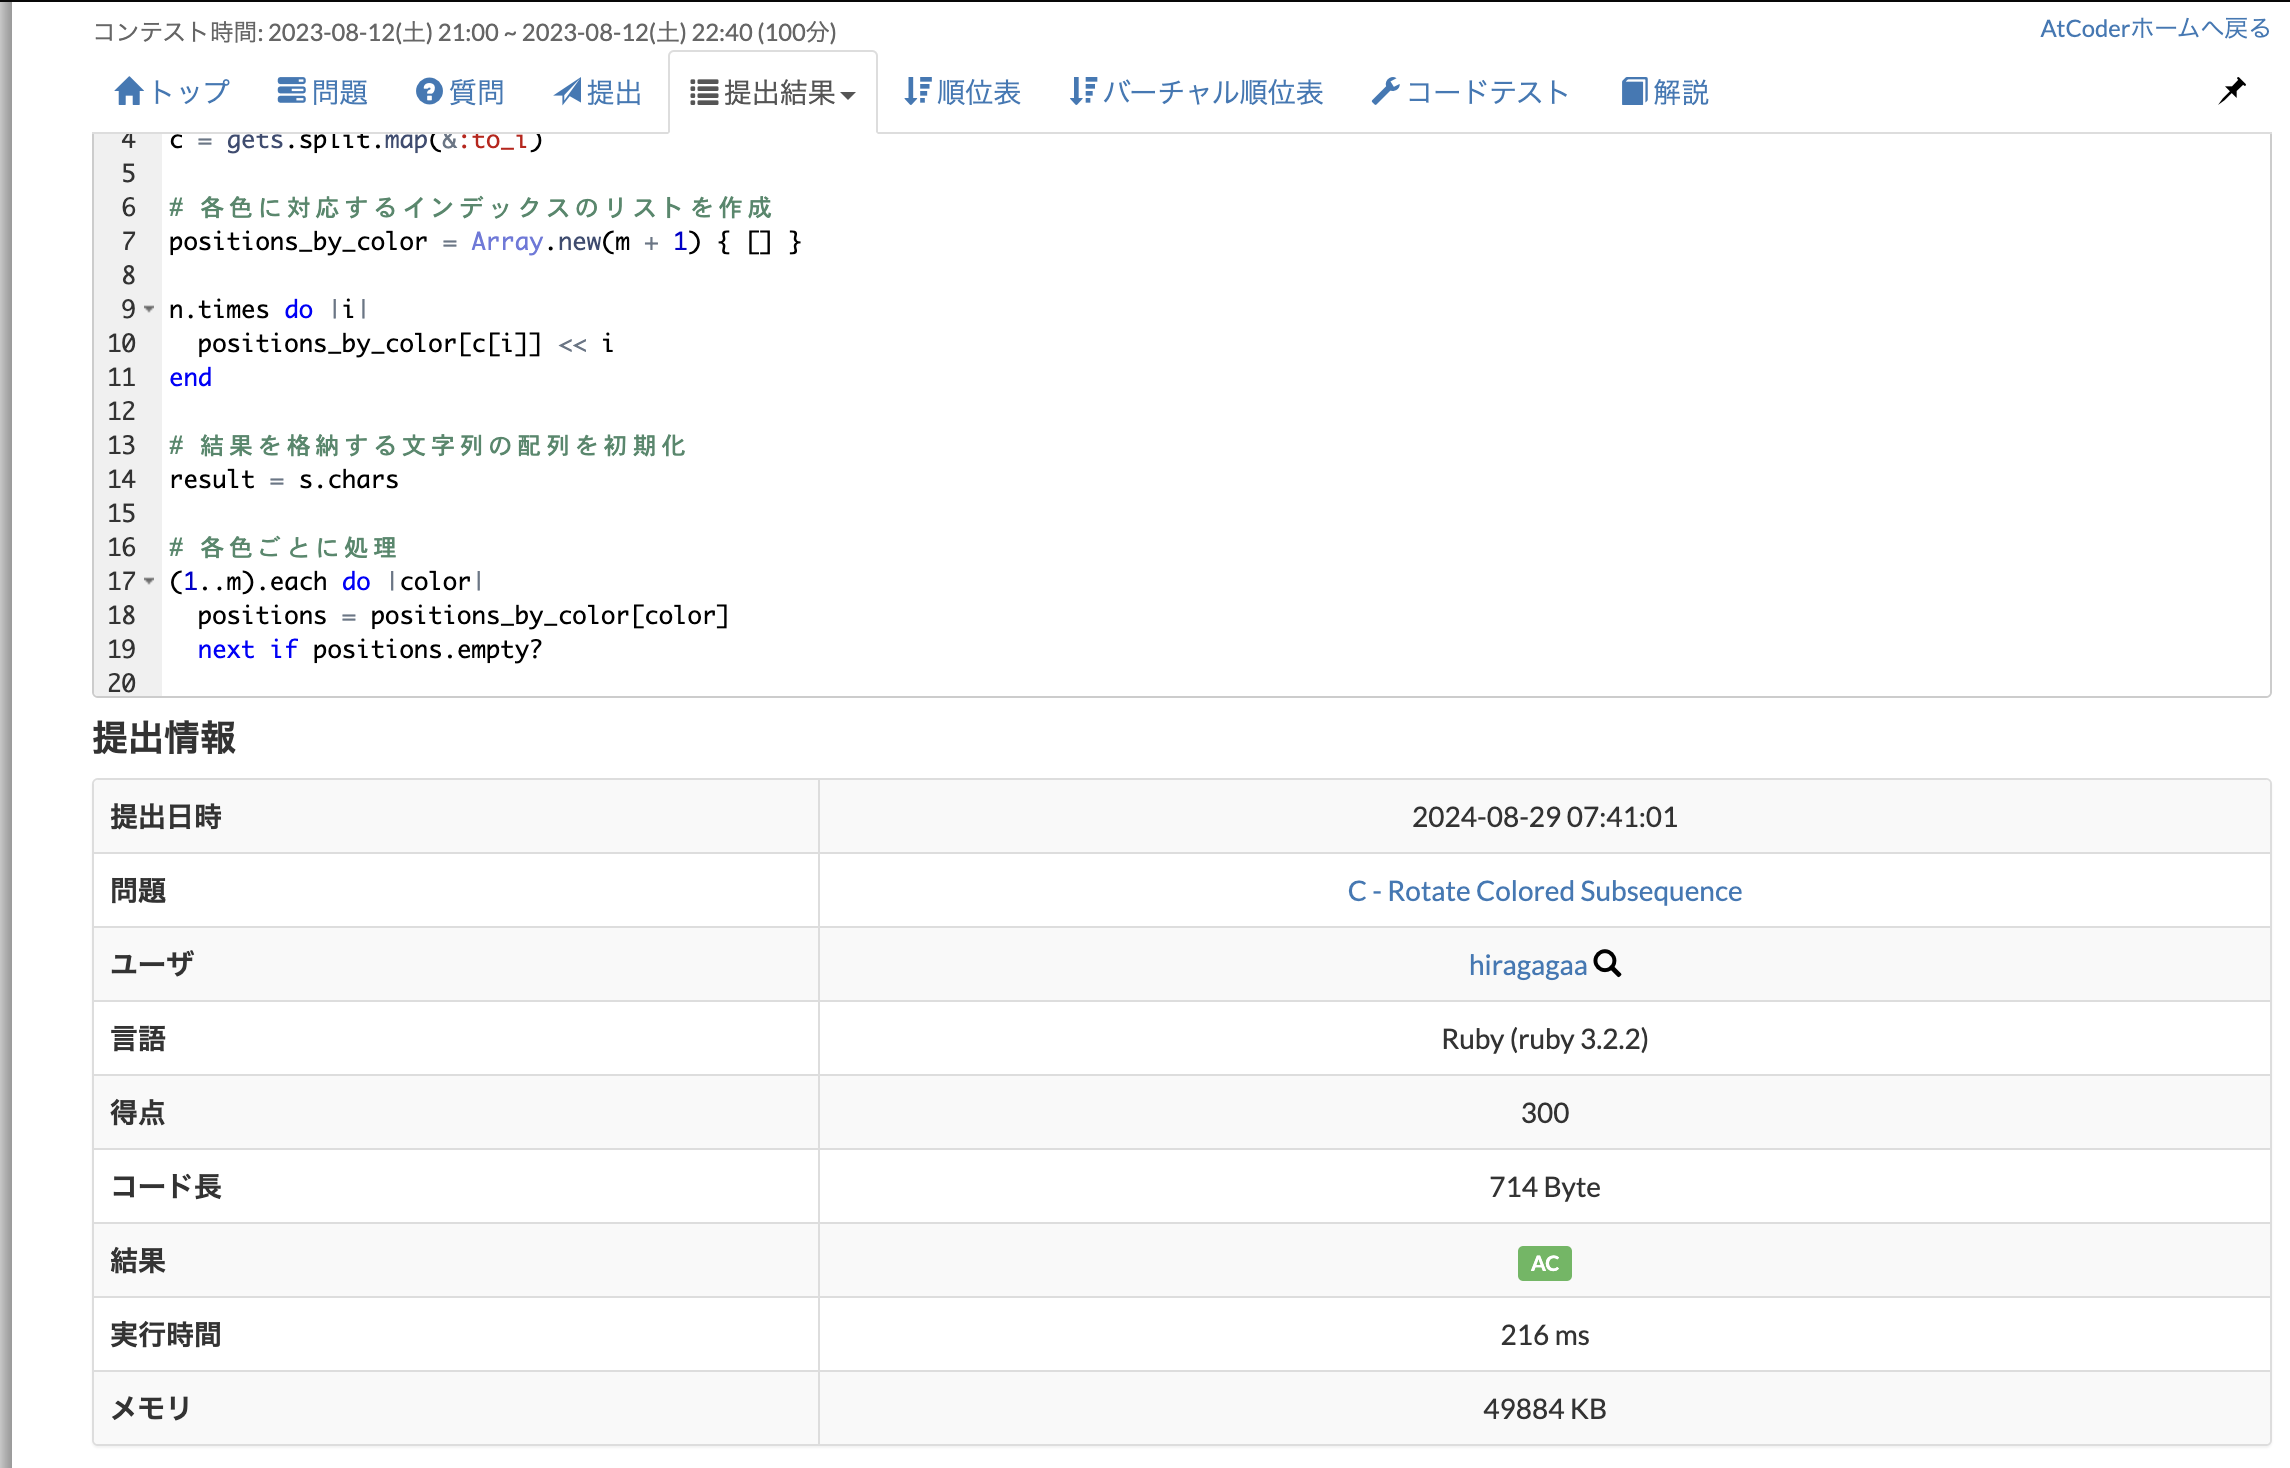 コンテスト時間: 2023-08-12(土) 21:00 ~ 2023-08-12(土) 22:40 (100分)
AtCoderホームへ戻る
トップ 問題 質問 提出 提出結果 順位表 バーチャル順位表 コードテスト 解説
4 c = gets.split.map(&:to_i)
5
6 # 各色に対応するインデックスのリストを作成
7 positions_by_color = Array.new(m + 1) { [] }
8
9 n.times do |i|
10 positions_by_color[c[i]] << i
11 end
12
13 # 結果を格納する文字列の配列を初期化
14 result = s.chars
15
16 # 各色ごとに処理
17 (1..m).each do |color|
18 positions = positions_by_color[color]
19 next if positions.empty?
20
提出情報
提出日時 2024-08-29 07:41:01
問題 C - Rotate Colored Subsequence
ユーザ hiragagaa
言語 Ruby (ruby 3.2.2)
得点 300
コード長 714 Byte
結果 AC
実行時間 216 ms
メモリ 49884 KB